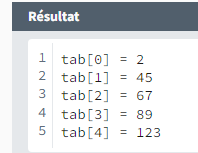 Résultat
1 tab[0] = 2
2 tab[1] = 45
3 tab[2] = 67
4 tab[3] = 89
5 tab[4] = 123